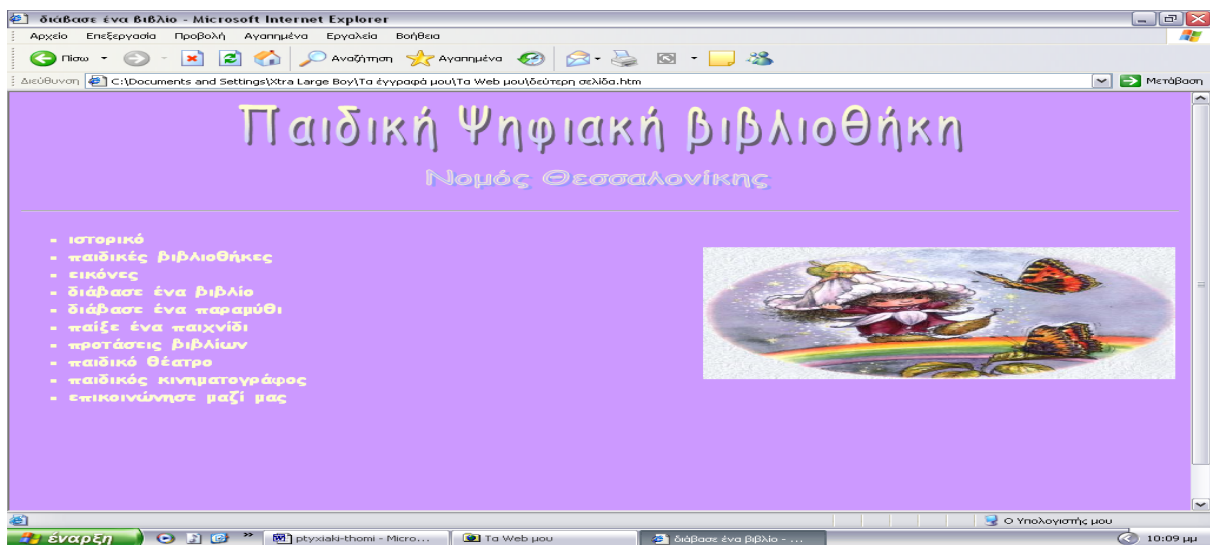 διάβασε ένα βιβλίο - Microsoft Internet Explorer
Αρχείο Επεξεργασία Προβολή Αγαπημένα Εργαλεία Βοήθεια
Πίσω Αναζήτηση Αγαπημένα
Διεύθυνση C:\Documents and Settings\Xtra Large Boy\Τα έγγραφά μου\Τα Web μου\δεύτερη σελίδα.htm Μετάβαση
Παιδική Ψηφιακή βιβλιοθήκη
Νομός Θεσσαλονίκης
- ιστορικό
- παιδικές βιβλιοθήκες
- εικόνες
- διάβασε ένα βιβλίο
- διάβασε ένα παραμύθι
- παίξε ένα παιχνίδι
- προτάσεις βιβλίων
- παιδικό θέατρο
- παιδικός κινηματογράφος
- επικοινώνησε μαζί μας
Ο Υπολογιστής μου
έναρξη » ptyxiaki-thomi - Micro... Τα Web μου διάβασε ένα βιβλίο - ... 10:09 μμ